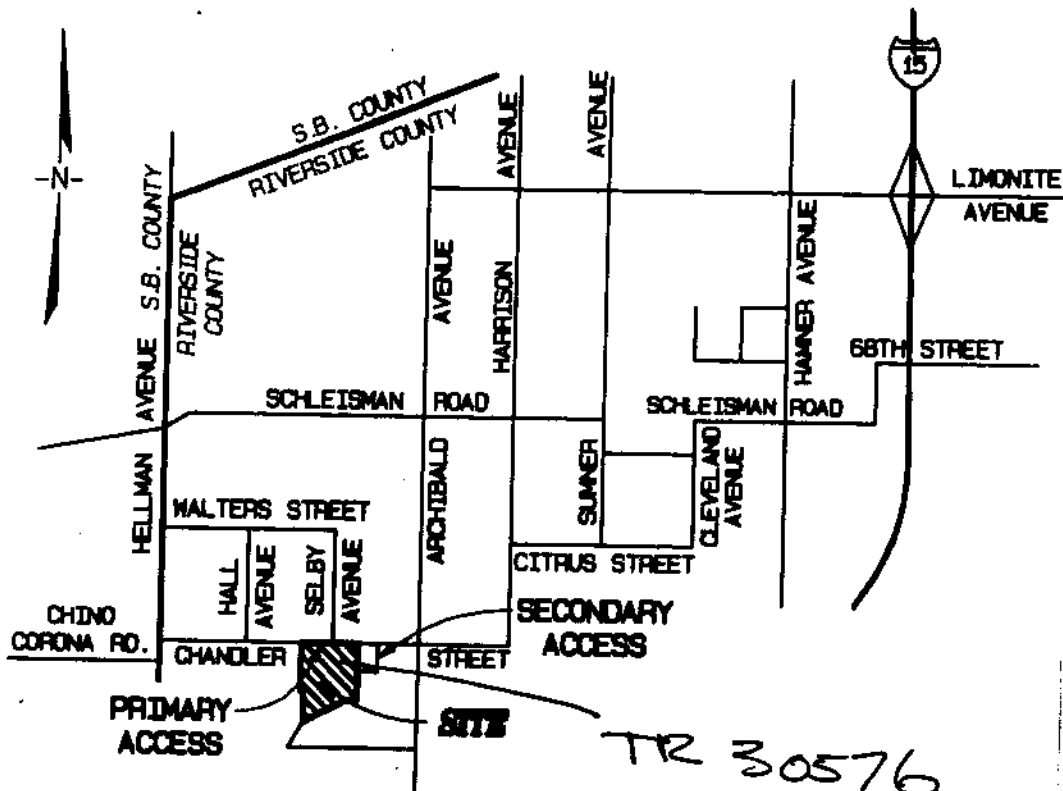 15
S.B. COUNTY
RIVERSIDE COUNTY
AVENUE
AVENUE
-N-
LIMONITE
AVENUE
HELLMAN AVENUE S.B. COUNTY
RIVERSIDE
COUNTY
AVENUE
HARRISON
HAMNER AVENUE
68TH STREET
SCHLEISMAN ROAD
SCHLEISMAN ROAD
ARCHIBALD
SUMNER
CLEVELAND
AVENUE
WALTERS STREET
HALL
AVENUE
SELBY
AVENUE
CITRUS STREET
CHINO
CORONA RD.
CHANDLER STREET
SECONDARY
ACCESS
PRIMARY
ACCESS
SITE
TR 30576